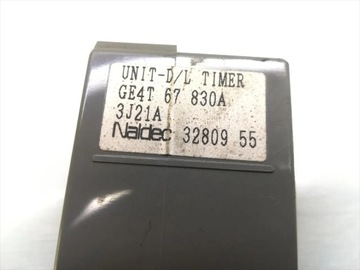 UNIT-D/L TIMER
GE4T 67 830A
3J21A
Naldec 32809 55